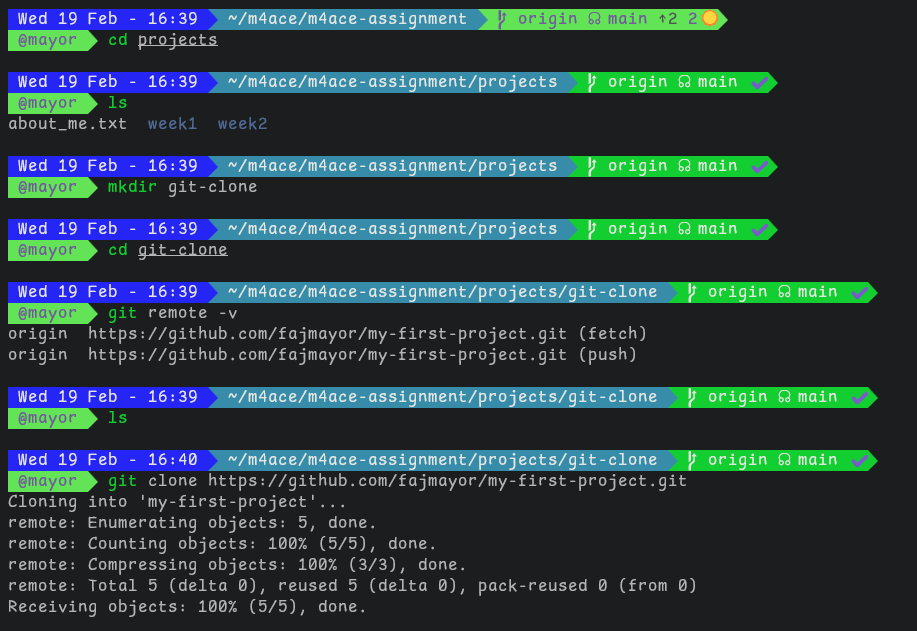 Wed 19 Feb - 16:39 ~/m4ace/m4ace-assignment origin main ↑2 2
@mayor cd projects
Wed 19 Feb - 16:39 ~/m4ace/m4ace-assignment/projects origin main
@mayor ls
about_me.txt week1 week2
Wed 19 Feb - 16:39 ~/m4ace/m4ace-assignment/projects origin main
@mayor mkdir git-clone
Wed 19 Feb - 16:39 ~/m4ace/m4ace-assignment/projects origin main
@mayor cd git-clone
Wed 19 Feb - 16:39 ~/m4ace/m4ace-assignment/projects/git-clone origin main
@mayor git remote -v
origin https://github.com/fajmayor/my-first-project.git (fetch)
origin https://github.com/fajmayor/my-first-project.git (push)
Wed 19 Feb - 16:39 ~/m4ace/m4ace-assignment/projects/git-clone origin main
@mayor ls
Wed 19 Feb - 16:40 ~/m4ace/m4ace-assignment/projects/git-clone origin main
@mayor git clone https://github.com/fajmayor/my-first-project.git
Cloning into 'my-first-project'...
remote: Enumerating objects: 5, done.
remote: Counting objects: 100% (5/5), done.
remote: Compressing objects: 100% (3/3), done.
remote: Total 5 (delta 0), reused 5 (delta 0), pack-reused 0 (from 0)
Receiving objects: 100% (5/5), done.